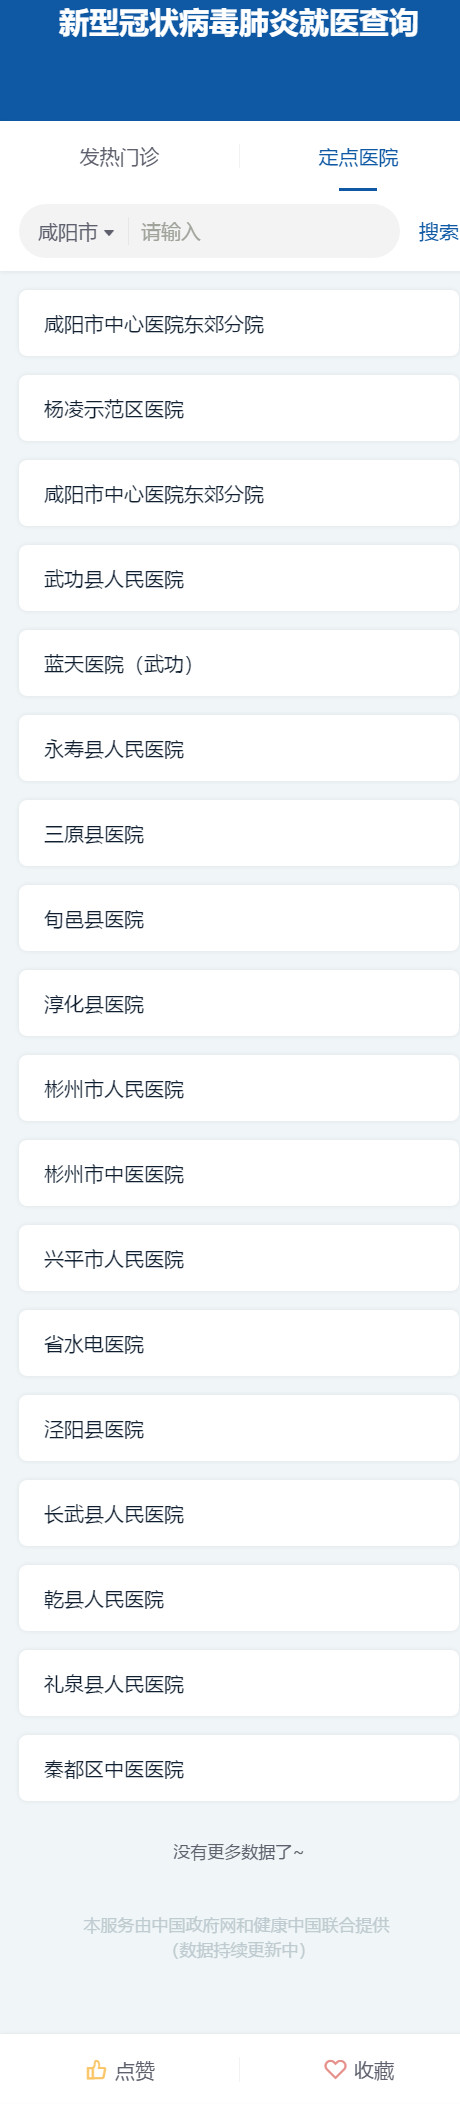 新型冠状病毒肺炎就医查询
发热门诊 定点医院
咸阳市 请输入 搜索
咸阳市中心医院东郊分院
杨凌示范区医院
咸阳市中心医院东郊分院
武功县人民医院
蓝天医院（武功）
永寿县人民医院
三原县医院
旬邑县医院
淳化县医院
彬州市人民医院
彬州市中医医院
兴平市人民医院
省水电医院
泾阳县医院
长武县人民医院
乾县人民医院
礼泉县人民医院
秦都区中医医院
没有更多数据了~
本服务由中国政府网和健康中国联合提供
（数据持续更新中）
点赞 收藏